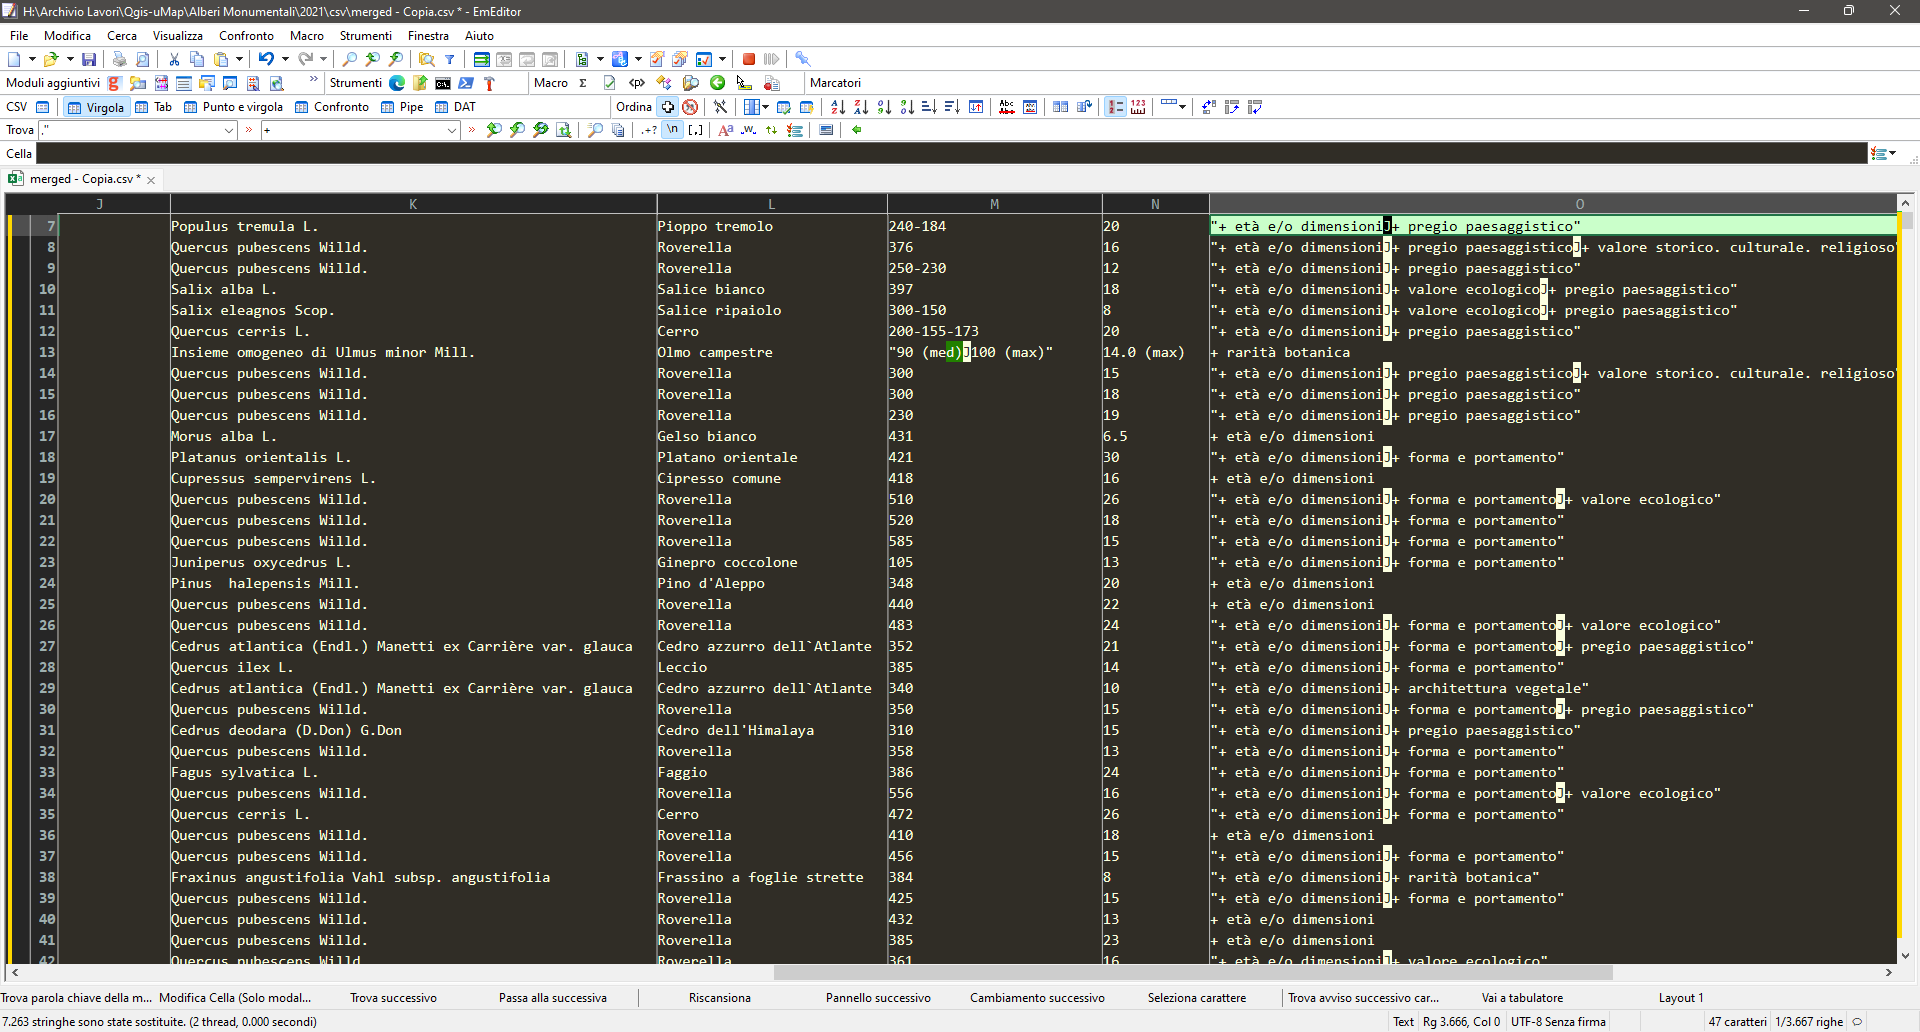 H:\Archivio Lavori\Qgis-uMap\Alberi Monumentali\2021\csv\merged - Copia.csv * - EmEditor
File Modifica Cerca Visualizza Confronto Macro Strumenti Finestra Aiuto
Moduli aggiuntivi Strumenti Macro Marcatori
CSV Virgola Tab Punto e virgola Confronto Pipe DAT Ordina
Trova ," +
Cella
merged - Copia.csv *
J K L M N O
7 Populus tremula L. Pioppo tremolo 240-184 20 "+ età e/o dimensioni + pregio paesaggistico"
8 Quercus pubescens Willd. Roverella 376 16 "+ età e/o dimensioni + pregio paesaggistico + valore storico. culturale. religioso
9 Quercus pubescens Willd. Roverella 250-230 12 "+ età e/o dimensioni + pregio paesaggistico"
10 Salix alba L. Salice bianco 397 18 "+ età e/o dimensioni + valore ecologico + pregio paesaggistico"
11 Salix eleagnos Scop. Salice ripaiolo 300-150 8 "+ età e/o dimensioni + valore ecologico + pregio paesaggistico"
12 Quercus cerris L. Cerro 200-155-173 20 "+ età e/o dimensioni + pregio paesaggistico"
13 Insieme omogeneo di Ulmus minor Mill. Olmo campestre "90 (med) 100 (max)" 14.0 (max) + rarità botanica
14 Quercus pubescens Willd. Roverella 300 15 "+ età e/o dimensioni + pregio paesaggistico + valore storico. culturale. religioso
15 Quercus pubescens Willd. Roverella 300 18 "+ età e/o dimensioni + pregio paesaggistico"
16 Quercus pubescens Willd. Roverella 230 19 "+ età e/o dimensioni + pregio paesaggistico"
17 Morus alba L. Gelso bianco 431 6.5 + età e/o dimensioni
18 Platanus orientalis L. Platano orientale 421 30 "+ età e/o dimensioni + forma e portamento"
19 Cupressus sempervirens L. Cipresso comune 418 16 + età e/o dimensioni
20 Quercus pubescens Willd. Roverella 510 26 "+ età e/o dimensioni + forma e portamento + valore ecologico"
21 Quercus pubescens Willd. Roverella 520 18 "+ età e/o dimensioni + forma e portamento"
22 Quercus pubescens Willd. Roverella 585 15 "+ età e/o dimensioni + forma e portamento"
23 Juniperus oxycedrus L. Ginepro coccolone 105 13 "+ età e/o dimensioni + forma e portamento"
24 Pinus  halepensis Mill. Pino d'Aleppo 348 20 + età e/o dimensioni
25 Quercus pubescens Willd. Roverella 440 22 + età e/o dimensioni
26 Quercus pubescens Willd. Roverella 483 24 "+ età e/o dimensioni + forma e portamento + valore ecologico"
27 Cedrus atlantica (Endl.) Manetti ex Carrière var. glauca Cedro azzurro dell`Atlante 352 21 "+ età e/o dimensioni + forma e portamento + pregio paesaggistico"
28 Quercus ilex L. Leccio 385 14 "+ età e/o dimensioni + forma e portamento"
29 Cedrus atlantica (Endl.) Manetti ex Carrière var. glauca Cedro azzurro dell`Atlante 340 10 "+ età e/o dimensioni + architettura vegetale"
30 Quercus pubescens Willd. Roverella 350 15 "+ età e/o dimensioni + forma e portamento + pregio paesaggistico"
31 Cedrus deodara (D.Don) G.Don Cedro dell'Himalaya 310 15 "+ età e/o dimensioni + pregio paesaggistico"
32 Quercus pubescens Willd. Roverella 358 13 "+ età e/o dimensioni + forma e portamento"
33 Fagus sylvatica L. Faggio 386 24 "+ età e/o dimensioni + forma e portamento"
34 Quercus pubescens Willd. Roverella 556 16 "+ età e/o dimensioni + forma e portamento + valore ecologico"
35 Quercus cerris L. Cerro 472 26 "+ età e/o dimensioni + forma e portamento"
36 Quercus pubescens Willd. Roverella 410 18 + età e/o dimensioni
37 Quercus pubescens Willd. Roverella 456 15 "+ età e/o dimensioni + forma e portamento"
38 Fraxinus angustifolia Vahl subsp. angustifolia Frassino a foglie strette 384 8 "+ età e/o dimensioni + rarità botanica"
39 Quercus pubescens Willd. Roverella 425 15 "+ età e/o dimensioni + forma e portamento"
40 Quercus pubescens Willd. Roverella 432 13 + età e/o dimensioni
41 Quercus pubescens Willd. Roverella 385 23 + età e/o dimensioni
42 Quercus pubescens Willd. Roverella 361 16 "+ età e/o dimensioni + valore ecologico"
Trova parola chiave della m... Modifica Cella (Solo modal... Trova successivo Passa alla successiva Riscansiona Pannello successivo Cambiamento successivo Seleziona carattere Trova avviso successivo car... Vai a tabulatore Layout 1
7.263 stringhe sono state sostituite. (2 thread, 0.000 secondi) Text Rg 3.666, Col 0 UTF-8 Senza firma 47 caratteri 1/3.667 righe